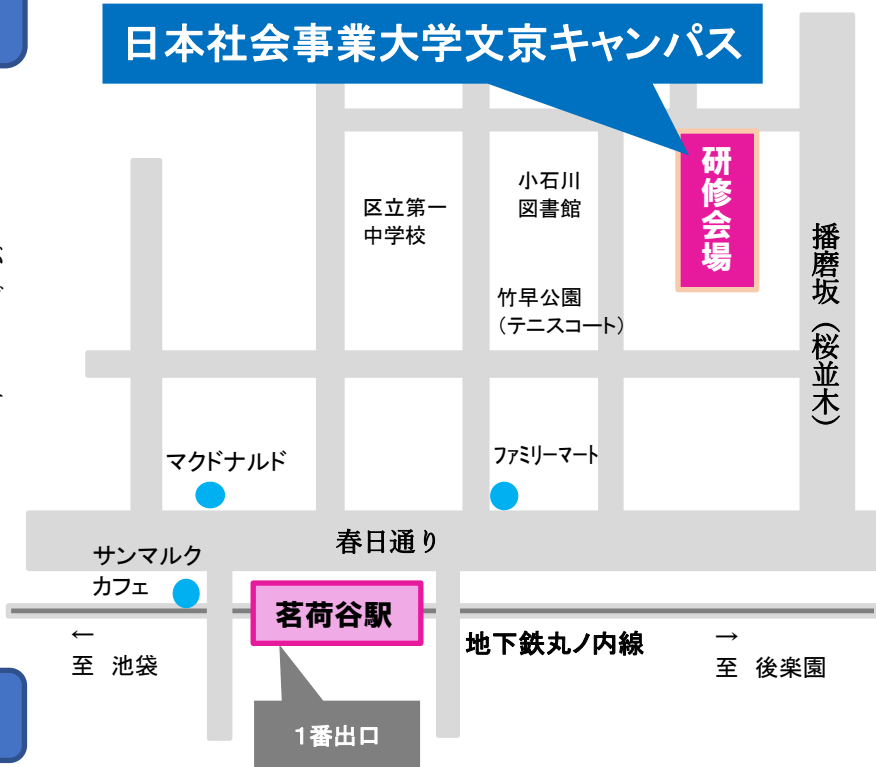 日本社会事業大学文京キャンパス
研修会場
小石川
図書館
区立第一
中学校
播磨坂（桜並木）
竹早公園
（テニスコート）
マクドナルド
ファミリーマート
春日通り
サンマルク
カフェ
茗荷谷駅
地下鉄丸ノ内線
←
至 池袋
→
至 後楽園
1番出口